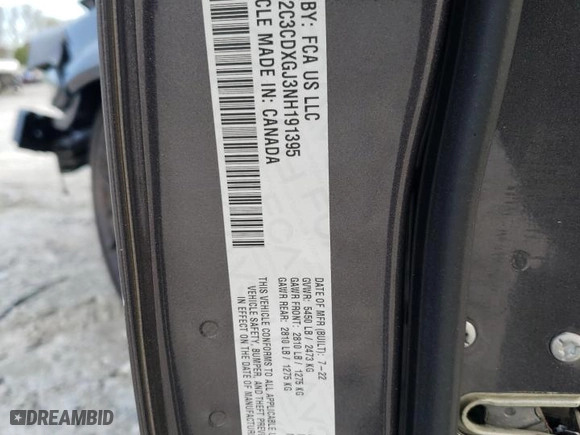 BY: FCA US LLC
DATE OF MFR (BUILT): 7-22
GVWR: 5450 LB / 2473 KG
GAWR FRONT: 2810 LB / 1275 KG
GAWR REAR: 2810 LB / 1275 KG
2C3CDXGJ3NH191395
CLE MADE IN: CANADA
THIS VEHICLE CONFORMS TO ALL APPLICABLE
VEHICLE SAFETY, BUMPER, AND THEFT PREV
IN EFFECT ON THE DATE OF MANUFACTURE
DREAMBID